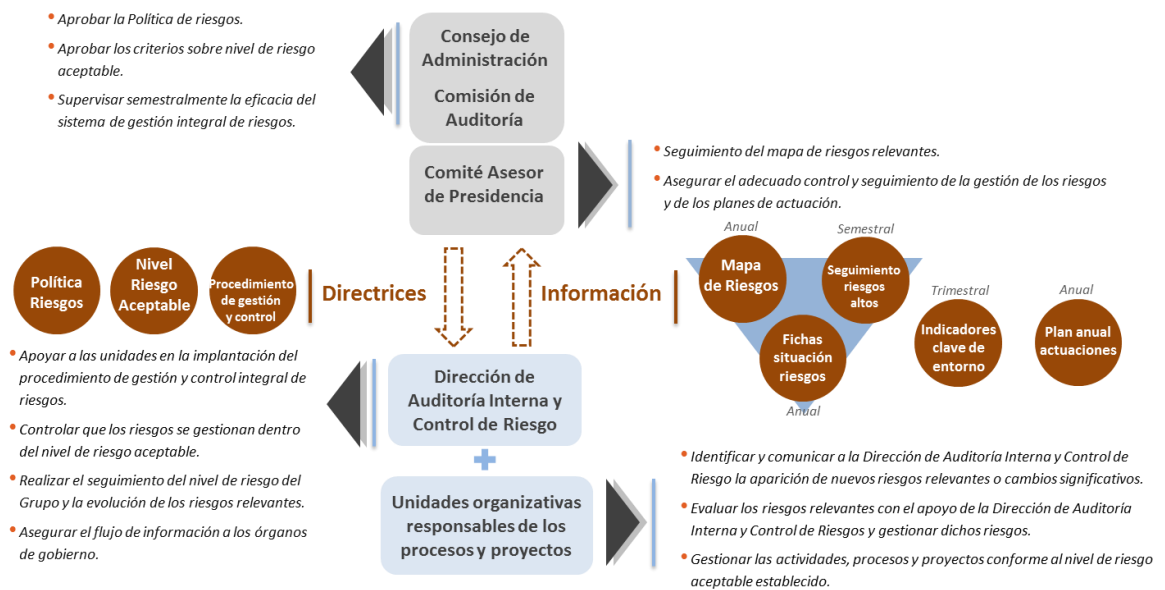 • Aprobar la Política de riesgos.
• Aprobar los criterios sobre nivel de riesgo
aceptable.
• Supervisar semestralmente la eficacia del
sistema de gestión integral de riesgos.
Consejo de
Administración
Comisión de
Auditoría
Comité Asesor
de Presidencia
• Seguimiento del mapa de riesgos relevantes.
• Asegurar el adecuado control y seguimiento de la gestión de los riesgos
y de los planes de actuación.
Política
Riesgos
Nivel
Riesgo
Aceptable
Procedimiento
de gestión
y control
Directrices
Información
Anual
Mapa
de Riesgos
Semestral
Seguimiento
riesgos
altos
Fichas
situación
riesgos
Anual
Trimestral
Indicadores
clave de
entorno
Anual
Plan anual
actuaciones
• Apoyar a las unidades en la implantación del
procedimiento de gestión y control integral de
riesgos.
• Controlar que los riesgos se gestionan dentro
del nivel de riesgo aceptable.
• Realizar el seguimiento del nivel de riesgo del
Grupo y la evolución de los riesgos relevantes.
• Asegurar el flujo de información a los órganos
de gobierno.
Dirección de
Auditoría Interna y
Control de Riesgo
+
Unidades organizativas
responsables de los
procesos y proyectos
• Identificar y comunicar a la Dirección de Auditoría Interna y Control de
Riesgo la aparición de nuevos riesgos relevantes o cambios significativos.
• Evaluar los riesgos relevantes con el apoyo de la Dirección de Auditoría
Interna y Control de Riesgos y gestionar dichos riesgos.
• Gestionar las actividades, procesos y proyectos conforme al nivel de riesgo
aceptable establecido.